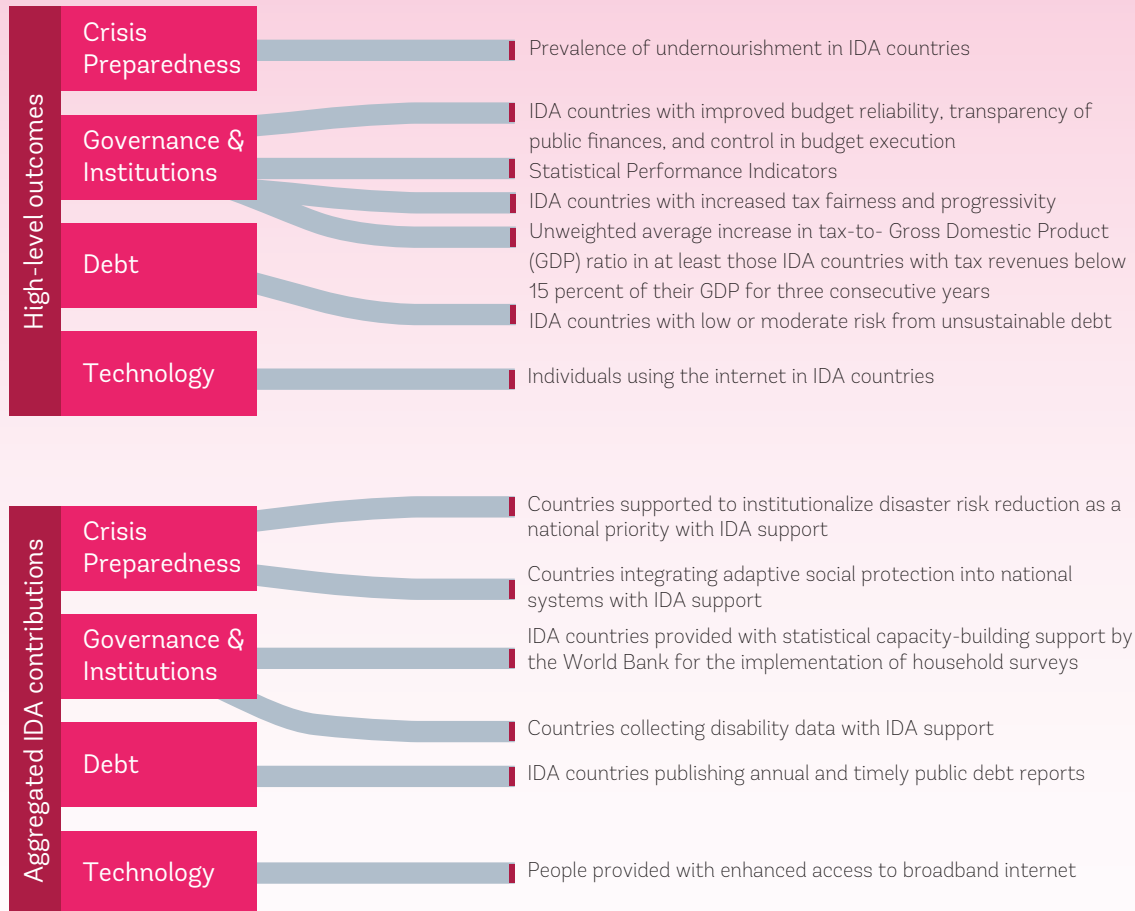 High-level outcomes
Crisis
Preparedness
Prevalence of undernourishment in IDA countries
Governance &
Institutions
IDA countries with improved budget reliability, transparency of
public finances, and control in budget execution
Statistical Performance Indicators
IDA countries with increased tax fairness and progressivity
Unweighted average increase in tax-to- Gross Domestic Product
(GDP) ratio in at least those IDA countries with tax revenues below
15 percent of their GDP for three consecutive years
Debt
IDA countries with low or moderate risk from unsustainable debt
Technology
Individuals using the internet in IDA countries
Aggregated IDA contributions
Crisis
Preparedness
Countries supported to institutionalize disaster risk reduction as a
national priority with IDA support
Countries integrating adaptive social protection into national
systems with IDA support
Governance &
Institutions
IDA countries provided with statistical capacity-building support by
the World Bank for the implementation of household surveys
Countries collecting disability data with IDA support
Debt
IDA countries publishing annual and timely public debt reports
Technology
People provided with enhanced access to broadband internet